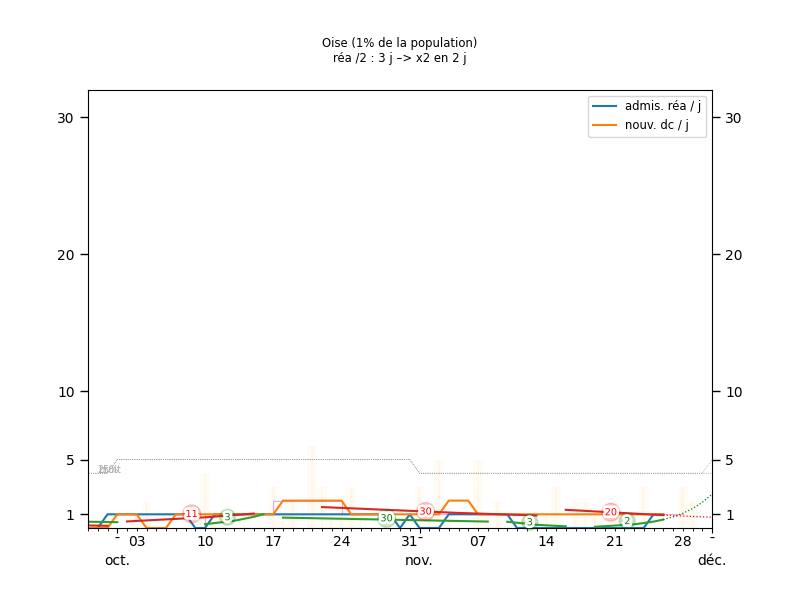 Oise (1% de la population)
réa /2 : 3 j –> x2 en 2 j
admis. réa / j
nouv. dc / j
30 30
20 20
10 10
5 5
1 1
11 3 30 30 3 20 2
- 03 10 17 24 31- 07 14 21 28 -
oct. nov. déc.